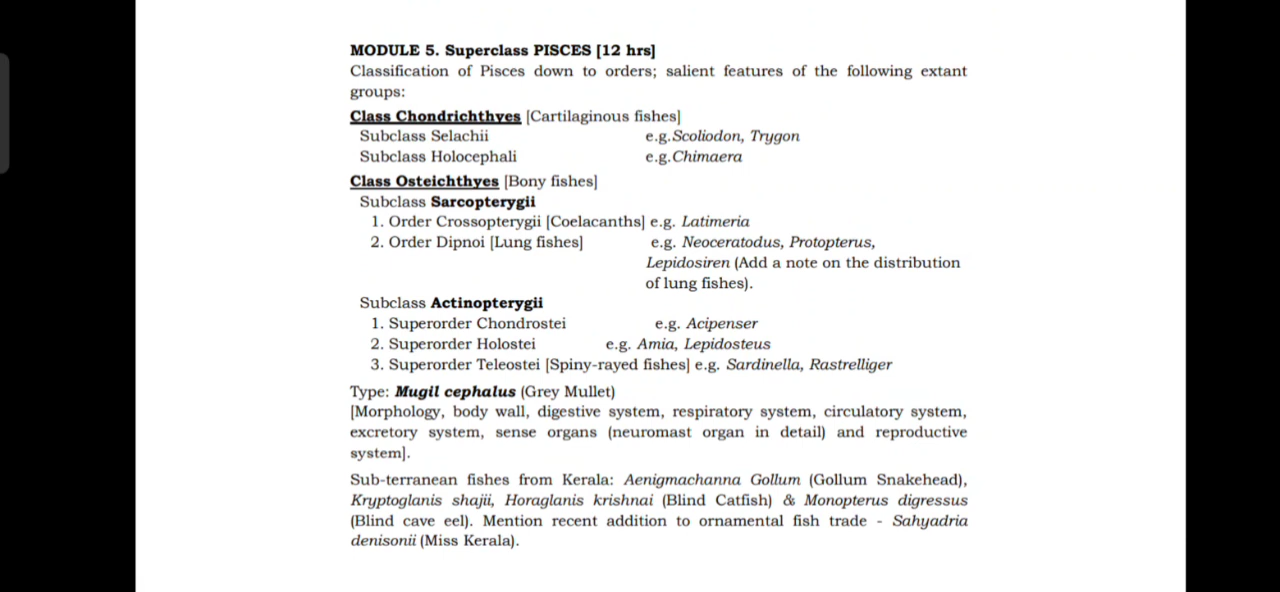 MODULE 5. Superclass PISCES [12 hrs]
Classification of Pisces down to orders; salient features of the following extant
groups:
Class Chondrichthyes [Cartilaginous fishes]
Subclass Selachii e.g.Scoliodon, Trygon
Subclass Holocephali e.g.Chimaera
Class Osteichthyes [Bony fishes]
Subclass Sarcopterygii
1. Order Crossopterygii [Coelacanths] e.g. Latimeria
2. Order Dipnoi [Lung fishes] e.g. Neoceratodus, Protopterus,
Lepidosiren (Add a note on the distribution
of lung fishes).
Subclass Actinopterygii
1. Superorder Chondrostei e.g. Acipenser
2. Superorder Holostei e.g. Amia, Lepidosteus
3. Superorder Teleostei [Spiny-rayed fishes] e.g. Sardinella, Rastrelliger
Type: Mugil cephalus (Grey Mullet)
[Morphology, body wall, digestive system, respiratory system, circulatory system,
excretory system, sense organs (neuromast organ in detail) and reproductive
system].
Sub-terranean fishes from Kerala: Aenigmachanna Gollum (Gollum Snakehead),
Kryptoglanis shajii, Horaglanis krishnai (Blind Catfish) & Monopterus digressus
(Blind cave eel). Mention recent addition to ornamental fish trade - Sahyadria
denisonii (Miss Kerala).